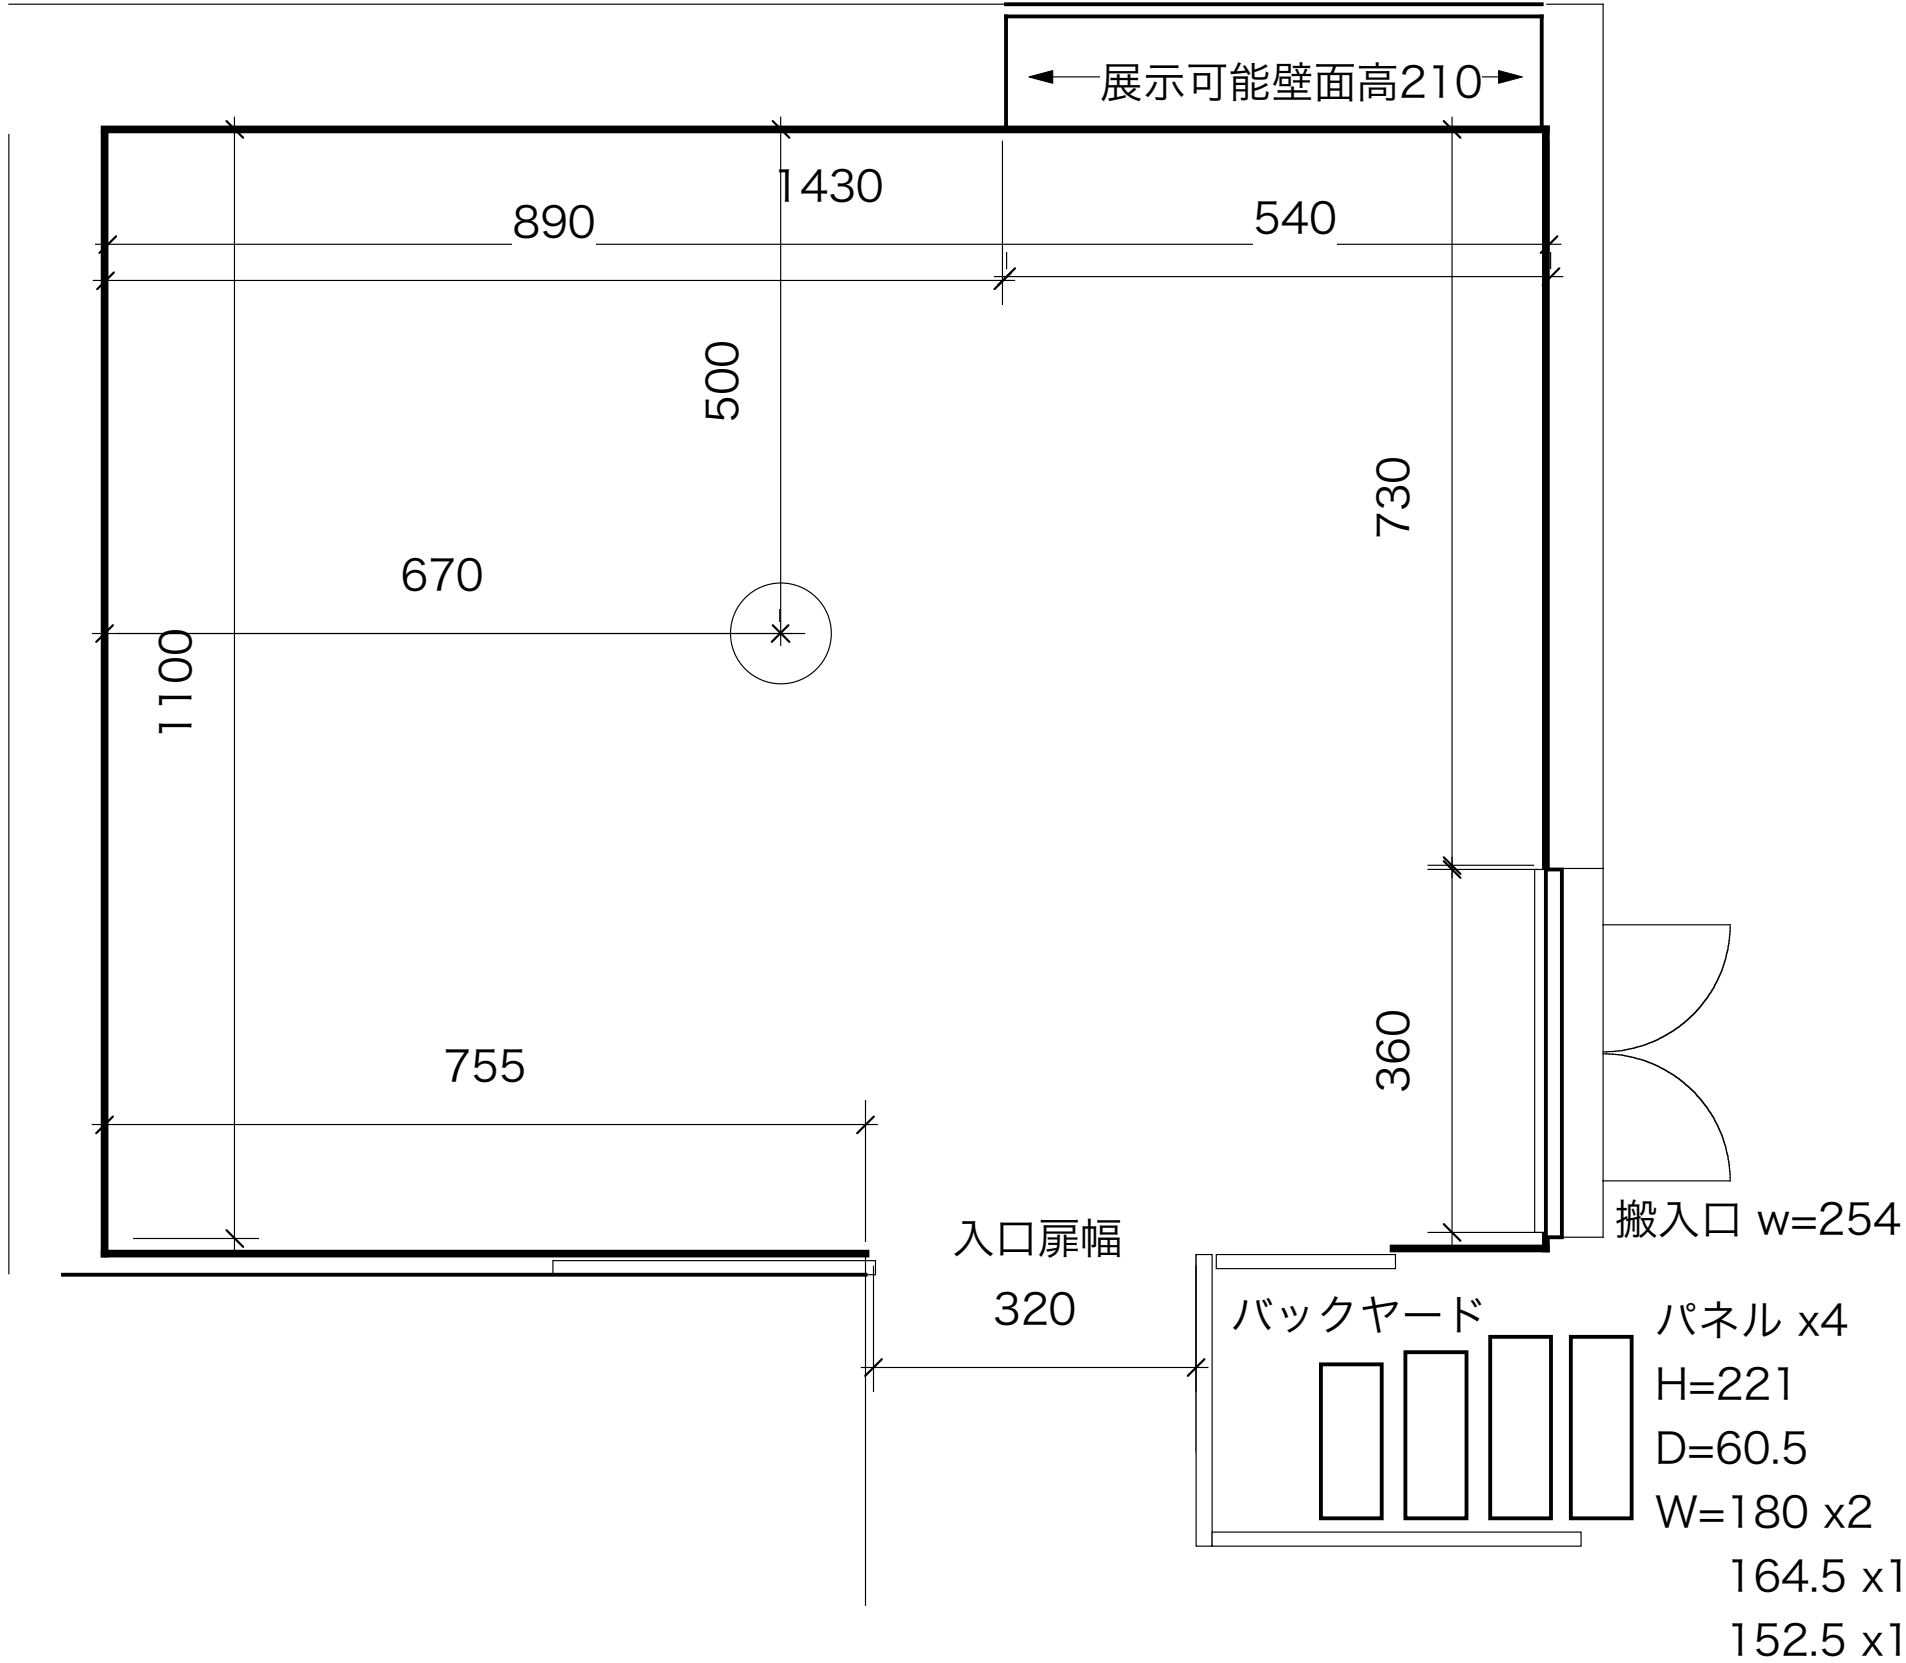 展示可能壁面高210
1430
890
540
500
730
670
1100
360
755
入口扉幅
320
搬入口 w=254
バックヤード
パネル x4
H=221
D=60.5
W=180 x2
164.5 x1
152.5 x1